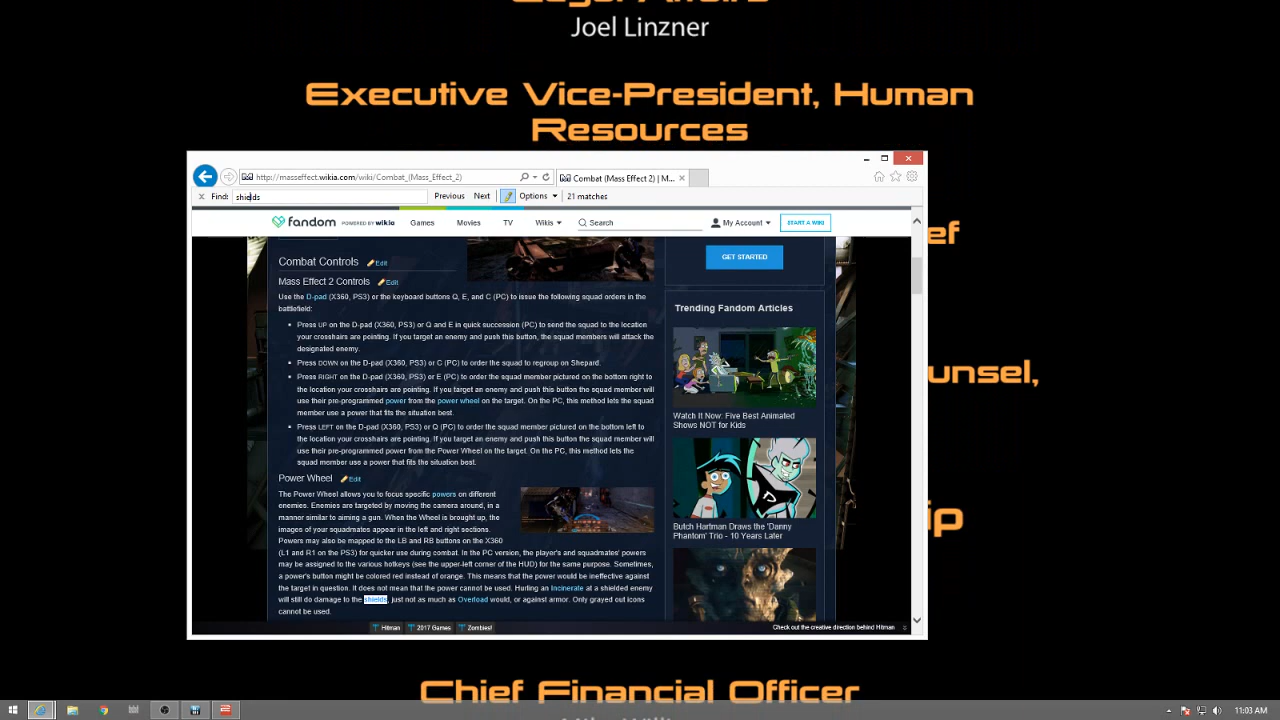 Joel Linzner
Executive Vice-President, Human
Resources
http://masseffect.wikia.com/wiki/Combat_(Mass_Effect_2)
Combat (Mass Effect 2) | M...
Find: shields
Previous
Next
Options
21 matches
fandom
POWERED BY wikia
Games
Movies
TV
Wikis
Search
My Account
START A WIKI
Combat Controls
Edit
Mass Effect 2 Controls
Edit
Use the D-pad (X360, PS3) or the keyboard buttons Q, E, and C (PC) to issue the following squad orders in the
battlefield:
Press UP on the D-pad (X360, PS3) or Q and E in quick succession (PC) to send the squad to the location
your crosshairs are pointing. If you target an enemy and push this button, the squad members will attack the
designated enemy.
Press DOWN on the D-pad (X360, PS3) or C (PC) to order the squad to regroup on Shepard.
Press RIGHT on the D-pad (X360, PS3) or E (PC) to order the squad member pictured on the bottom right to
the location your crosshairs are pointing. If you target an enemy and push this button the squad member will
use their pre-programmed power from the power wheel on the target. On the PC, this method lets the squad
member use a power that fits the situation best.
Press LEFT on the D-pad (X360, PS3) or Q (PC) to order the squad member pictured on the bottom left to
the location your crosshairs are pointing. If you target an enemy and push this button the squad member will
use their pre-programmed power from the Power Wheel on the target. On the PC, this method lets the
squad member use a power that fits the situation best.
Power Wheel
Edit
The Power Wheel allows you to focus specific powers on different
enemies. Enemies are targeted by moving the camera around, in a
manner similar to aiming a gun. When the Wheel is brought up, the
images of your squadmates appear in the left and right sections.
Powers may also be mapped to the LB and RB buttons on the X360
(L1 and R1 on the PS3) for quicker use during combat. In the PC version, the player's and squadmates' powers
may be assigned to the various hotkeys (see the upper-left corner of the HUD) for the same purpose. Sometimes,
a power's button might be colored red instead of orange. This means that the power would be ineffective against
the target in question. It does not mean that the power cannot be used. Hurling an Incinerate at a shielded enemy
will still do damage to the shields, just not as much as Overload would, or against armor. Only grayed out icons
cannot be used.
GET STARTED
Trending Fandom Articles
Watch It Now: Five Best Animated
Shows NOT for Kids
Butch Hartman Draws the 'Danny
Phantom' Trio - 10 Years Later
Hitman
2017 Games
Zombies!
Check out the creative direction behind Hitman
ef
unsel,
ip
Chief Financial Officer
11:03 AM